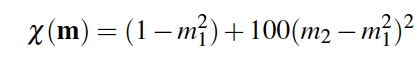 χ(m) = (1 − m₁²) + 100(m₂ − m₁²)²